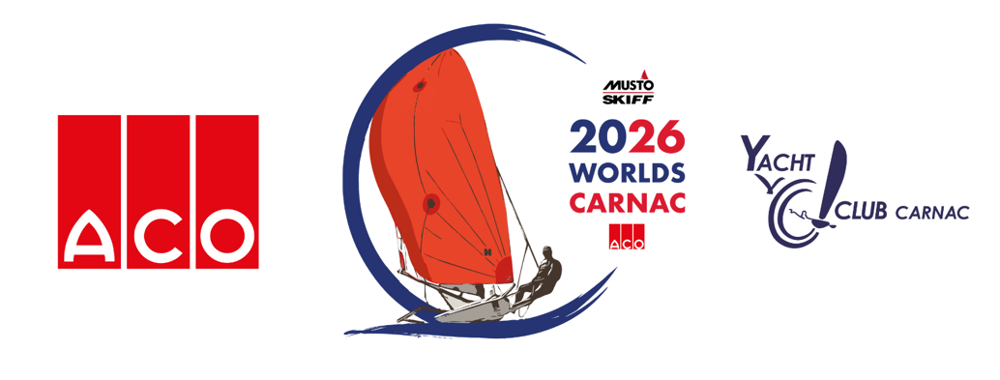 ACO
MUSTO
SKIFF
2026
WORLDS
CARNAC
ACO
YACHT
CLUB CARNAC